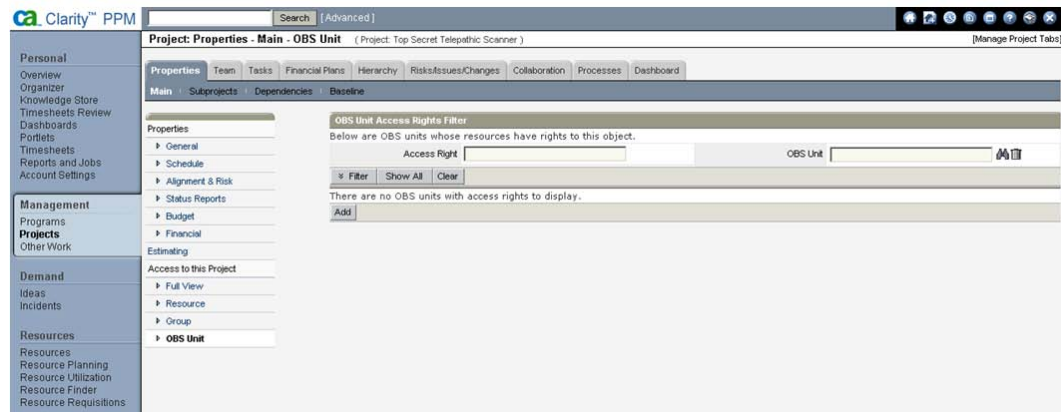 ca Clarity™ PPM
Search [Advanced]
Project: Properties - Main - OBS Unit (Project: Top Secret Telepathic Scanner)
[Manage Project Tabs]
Personal
Overview
Organizer
Knowledge Store
Timesheets Review
Dashboards
Portlets
Timesheets
Reports and Jobs
Account Settings
Management
Programs
Projects
Other Work
Demand
Ideas
Incidents
Resources
Resources
Resource Planning
Resource Utilization
Resource Finder
Resource Requisitions
Properties Team Tasks Financial Plans Hierarchy Risks/Issues/Changes Collaboration Processes Dashboard
Main Subprojects Dependencies Baseline
Properties
General
Schedule
Alignment & Risk
Status Reports
Budget
Financial
Estimating
Access to this Project
Full View
Resource
Group
OBS Unit
OBS Unit Access Rights Filter
Below are OBS units whose resources have rights to this object.
Access Right OBS Unit
Filter Show All Clear
There are no OBS units with access rights to display.
Add